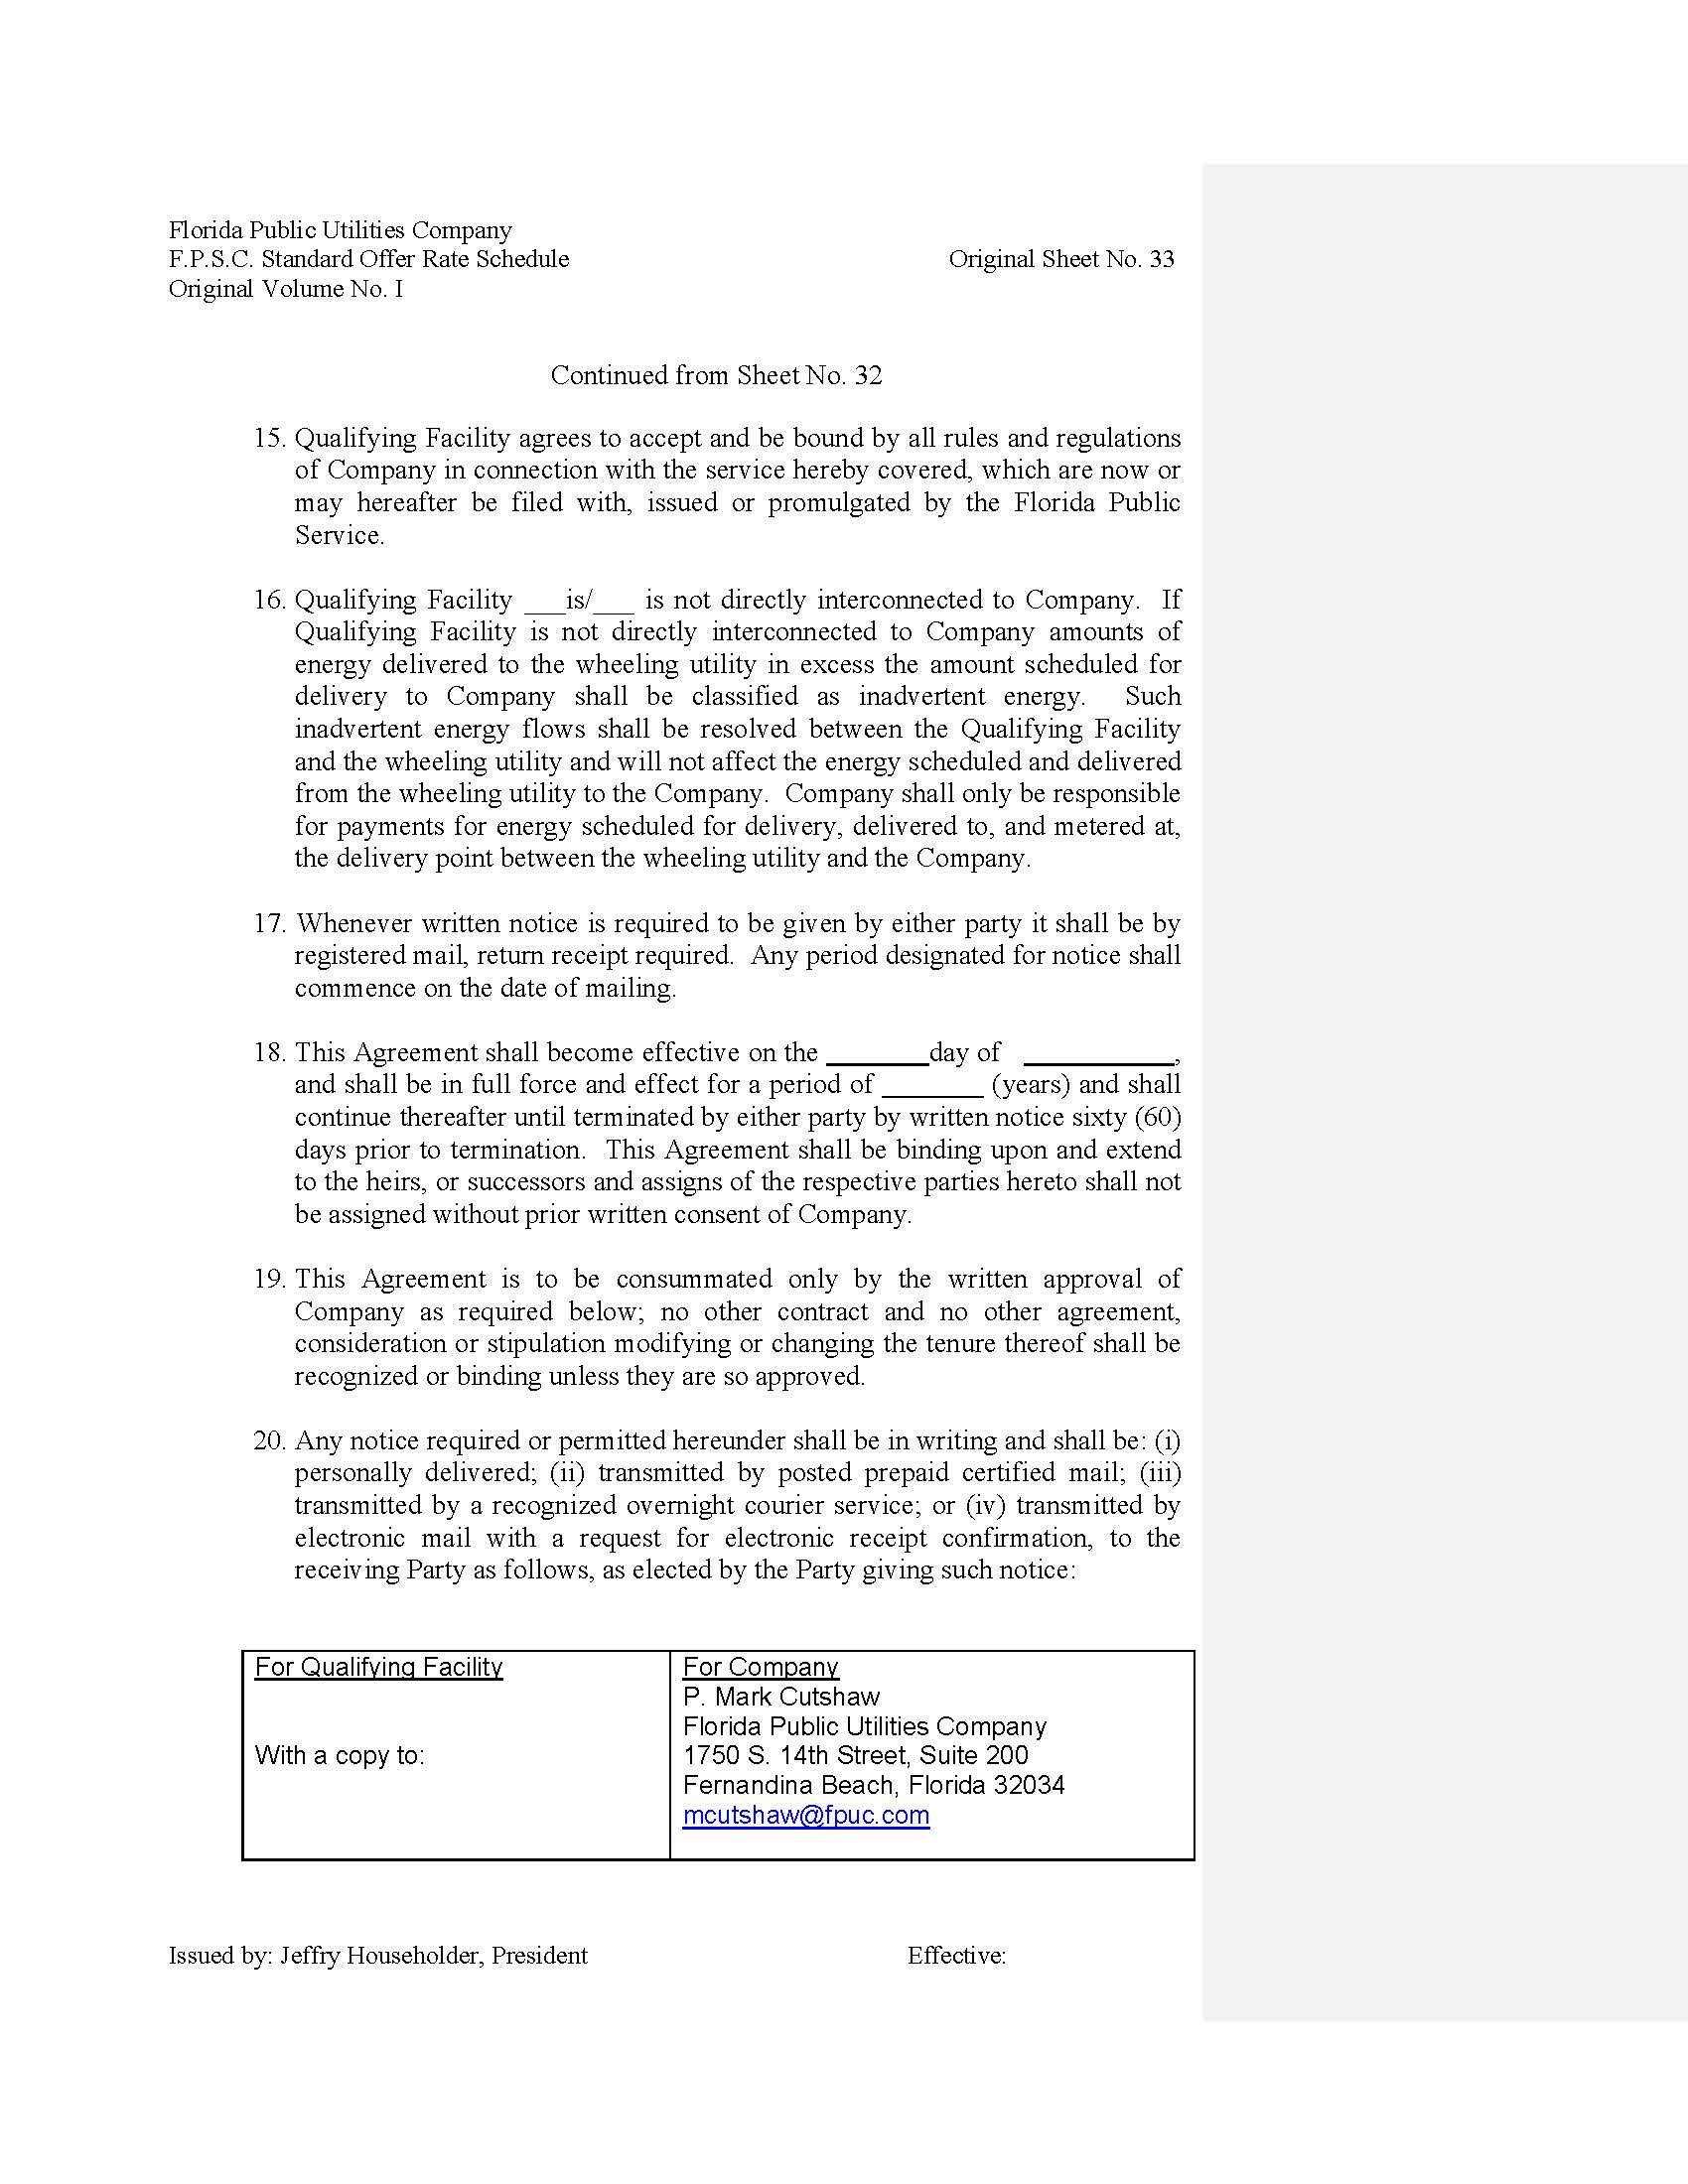 Florida Public Utilities Company
F.P.S.C. Standard Offer Rate Schedule Original Sheet No. 33
Original Volume No. I
Continued from Sheet No. 32
15. Qualifying Facility agrees to accept and be bound by all rules and regulations
of Company in connection with the service hereby covered, which are now or
may hereafter be filed with, issued or promulgated by the Florida Public
Service.
16. Qualifying Facility ___is/___ is not directly interconnected to Company. If
Qualifying Facility is not directly interconnected to Company amounts of
energy delivered to the wheeling utility in excess the amount scheduled for
delivery to Company shall be classified as inadvertent energy. Such
inadvertent energy flows shall be resolved between the Qualifying Facility
and the wheeling utility and will not affect the energy scheduled and delivered
from the wheeling utility to the Company. Company shall only be responsible
for payments for energy scheduled for delivery, delivered to, and metered at,
the delivery point between the wheeling utility and the Company.
17. Whenever written notice is required to be given by either party it shall be by
registered mail, return receipt required. Any period designated for notice shall
commence on the date of mailing.
18. This Agreement shall become effective on the _______day of ___________,
and shall be in full force and effect for a period of _______ (years) and shall
continue thereafter until terminated by either party by written notice sixty (60)
days prior to termination. This Agreement shall be binding upon and extend
to the heirs, or successors and assigns of the respective parties hereto shall not
be assigned without prior written consent of Company.
19. This Agreement is to be consummated only by the written approval of
Company as required below; no other contract and no other agreement,
consideration or stipulation modifying or changing the tenure thereof shall be
recognized or binding unless they are so approved.
20. Any notice required or permitted hereunder shall be in writing and shall be: (i)
personally delivered; (ii) transmitted by posted prepaid certified mail; (iii)
transmitted by a recognized overnight courier service; or (iv) transmitted by
electronic mail with a request for electronic receipt confirmation, to the
receiving Party as follows, as elected by the Party giving such notice:
For Qualifying Facility
With a copy to:
For Company
P. Mark Cutshaw
Florida Public Utilities Company
1750 S. 14th Street, Suite 200
Fernandina Beach, Florida 32034
mcutshaw@fpuc.com
Issued by: Jeffry Householder, President Effective: